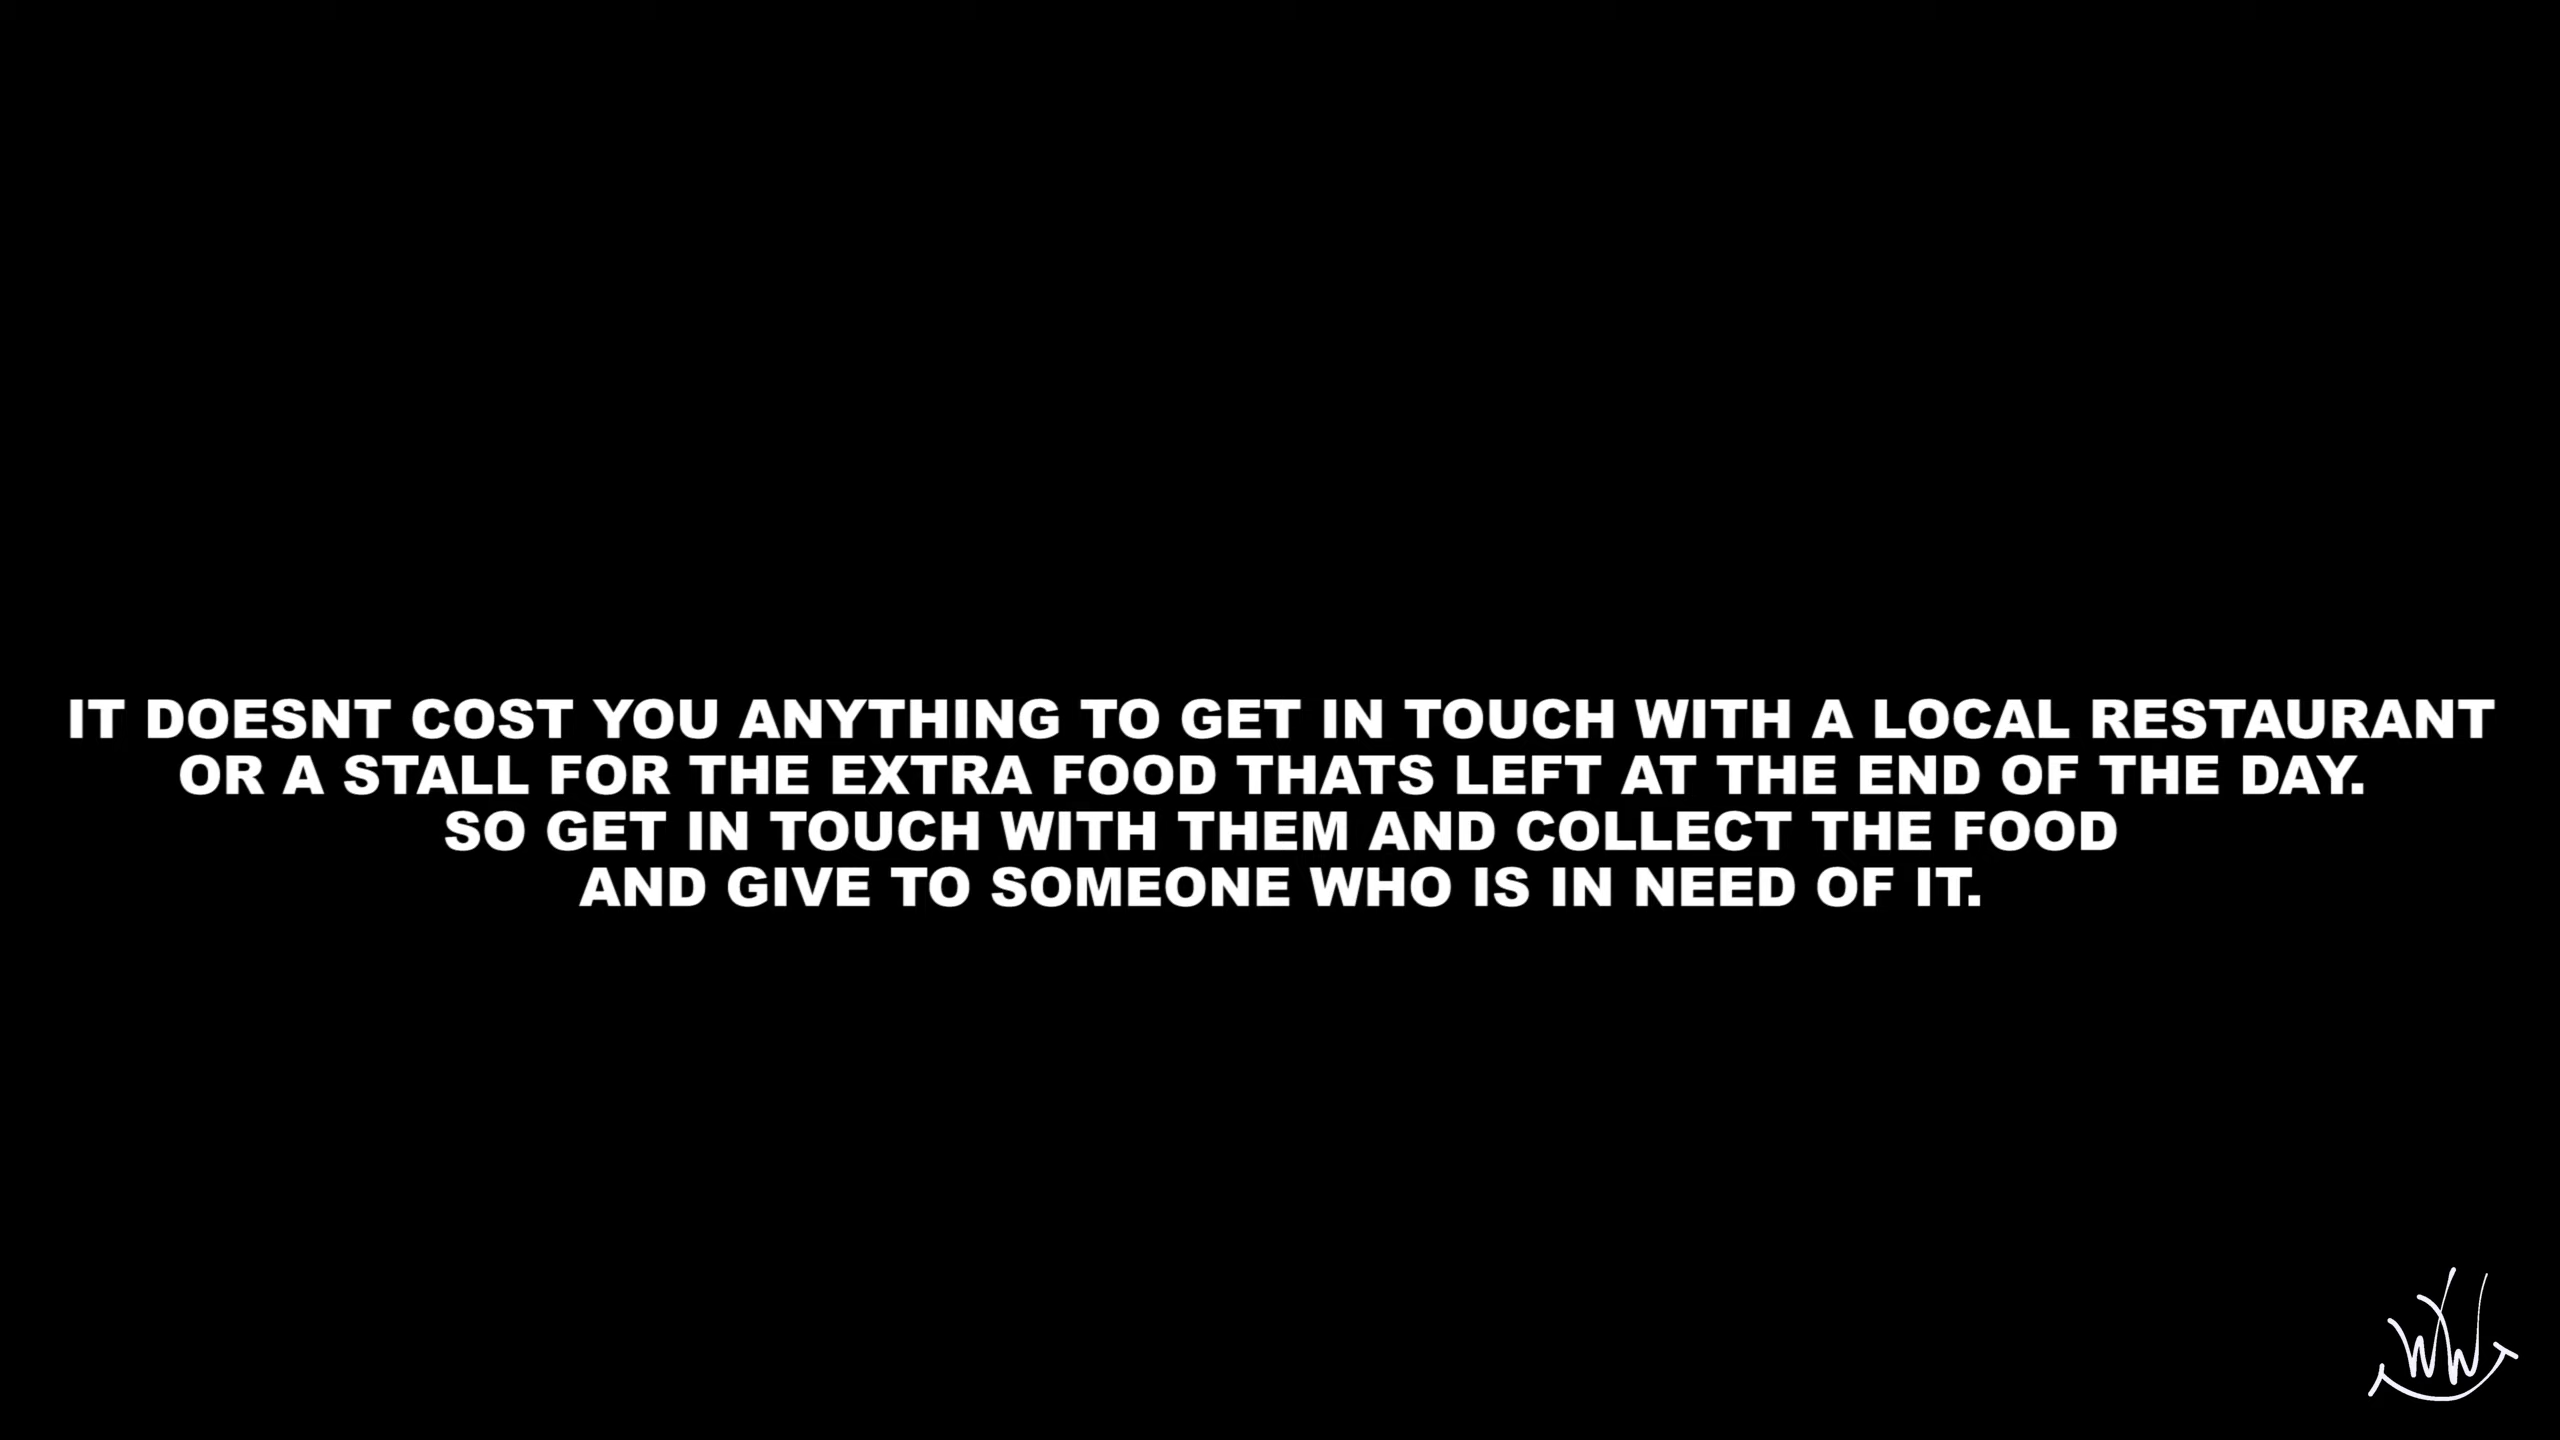 IT DOESNT COST YOU ANYTHING TO GET IN TOUCH WITH A LOCAL RESTAURANT
OR A STALL FOR THE EXTRA FOOD THATS LEFT AT THE END OF THE DAY.
SO GET IN TOUCH WITH THEM AND COLLECT THE FOOD
AND GIVE TO SOMEONE WHO IS IN NEED OF IT.
WW